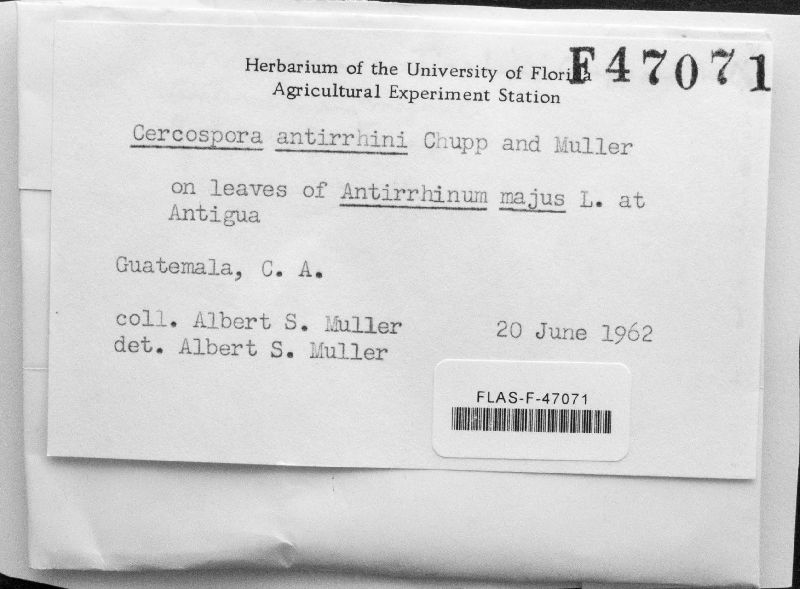 Herbarium of the University of Florida F47071
Agricultural Experiment Station
Cercospora antirrhini Chupp and Muller
on leaves of Antirrhinum majus L. at
Antigua
Guatemala, C. A.
coll. Albert S. Muller 20 June 1962
det. Albert S. Muller
FLAS-F-47071